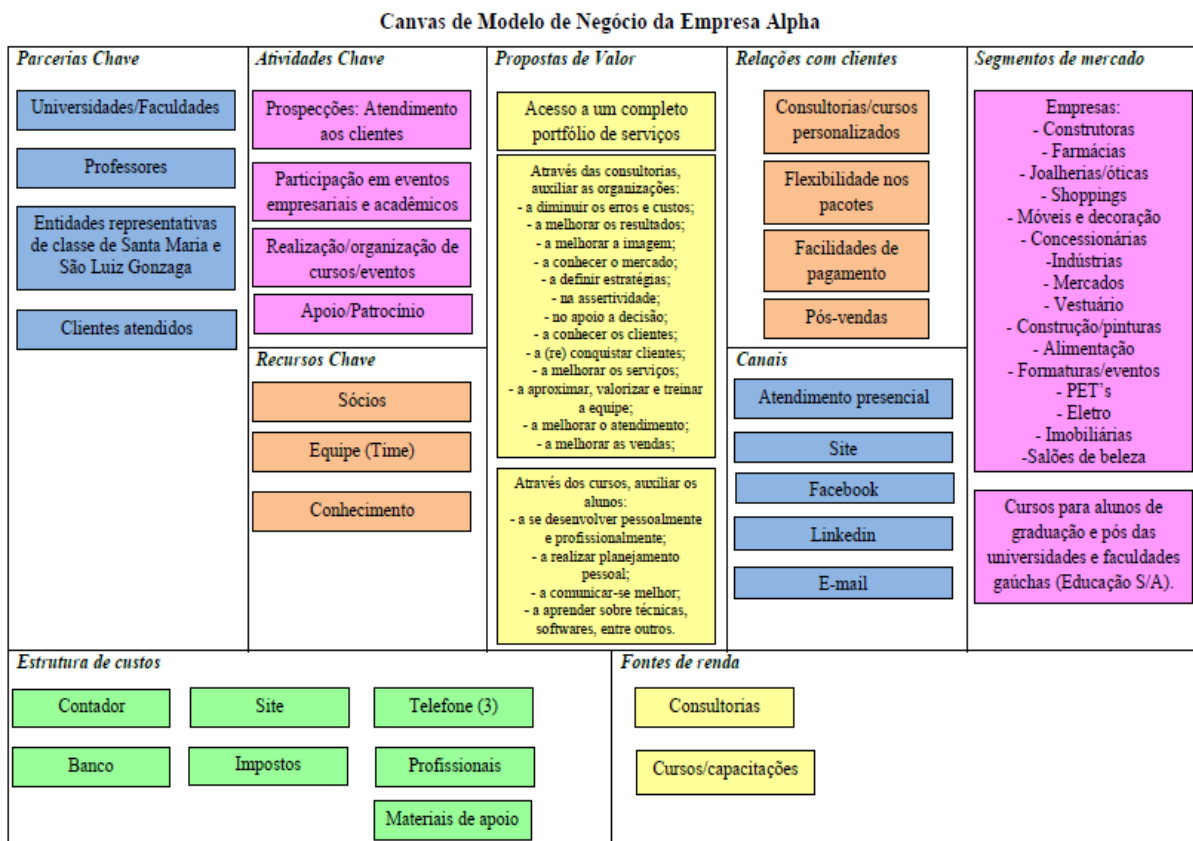 Canvas de Modelo de Negócio da Empresa Alpha
Parcerias Chave
Universidades/Faculdades
Professores
Entidades representativas
de classe de Santa Maria e
São Luiz Gonzaga
Clientes atendidos
Atividades Chave
Prospecções: Atendimento
aos clientes
Participação em eventos
empresariais e acadêmicos
Realização/organização de
cursos/eventos
Apoio/Patrocínio
Recursos Chave
Sócios
Equipe (Time)
Conhecimento
Propostas de Valor
Acesso a um completo
portfólio de serviços
Através das consultorias,
auxiliar as organizações:
- a diminuir os erros e custos;
- a melhorar os resultados;
- a melhorar a imagem;
- a conhecer o mercado;
- a definir estratégias;
- na assertividade;
- no apoio a decisão;
- a conhecer os clientes;
- a (re) conquistar clientes;
- a melhorar os serviços;
- a aproximar, valorizar e treinar
a equipe;
- a melhorar o atendimento;
- a melhorar as vendas;
Através dos cursos, auxiliar os
alunos:
- a se desenvolver pessoalmente
e profissionalmente;
- a realizar planejamento
pessoal;
- a comunicar-se melhor;
- a aprender sobre técnicas,
softwares, entre outros.
Relações com clientes
Consultorias/cursos
personalizados
Flexibilidade nos
pacotes
Facilidades de
pagamento
Pós-vendas
Canais
Atendimento presencial
Site
Facebook
Linkedin
E-mail
Segmentos de mercado
Empresas:
- Construtoras
- Farmácias
- Joalherias/óticas
- Shoppings
- Móveis e decoração
- Concessionárias
-Indústrias
- Mercados
- Vestuário
- Construção/pinturas
- Alimentação
- Formaturas/eventos
- PET's
- Eletro
- Imobiliárias
-Salões de beleza
Cursos para alunos de
graduação e pós das
universidades e faculdades
gaúchas (Educação S/A).
Estrutura de custos
Contador
Site
Telefone (3)
Banco
Impostos
Profissionais
Materiais de apoio
Fontes de renda
Consultorias
Cursos/capacitações